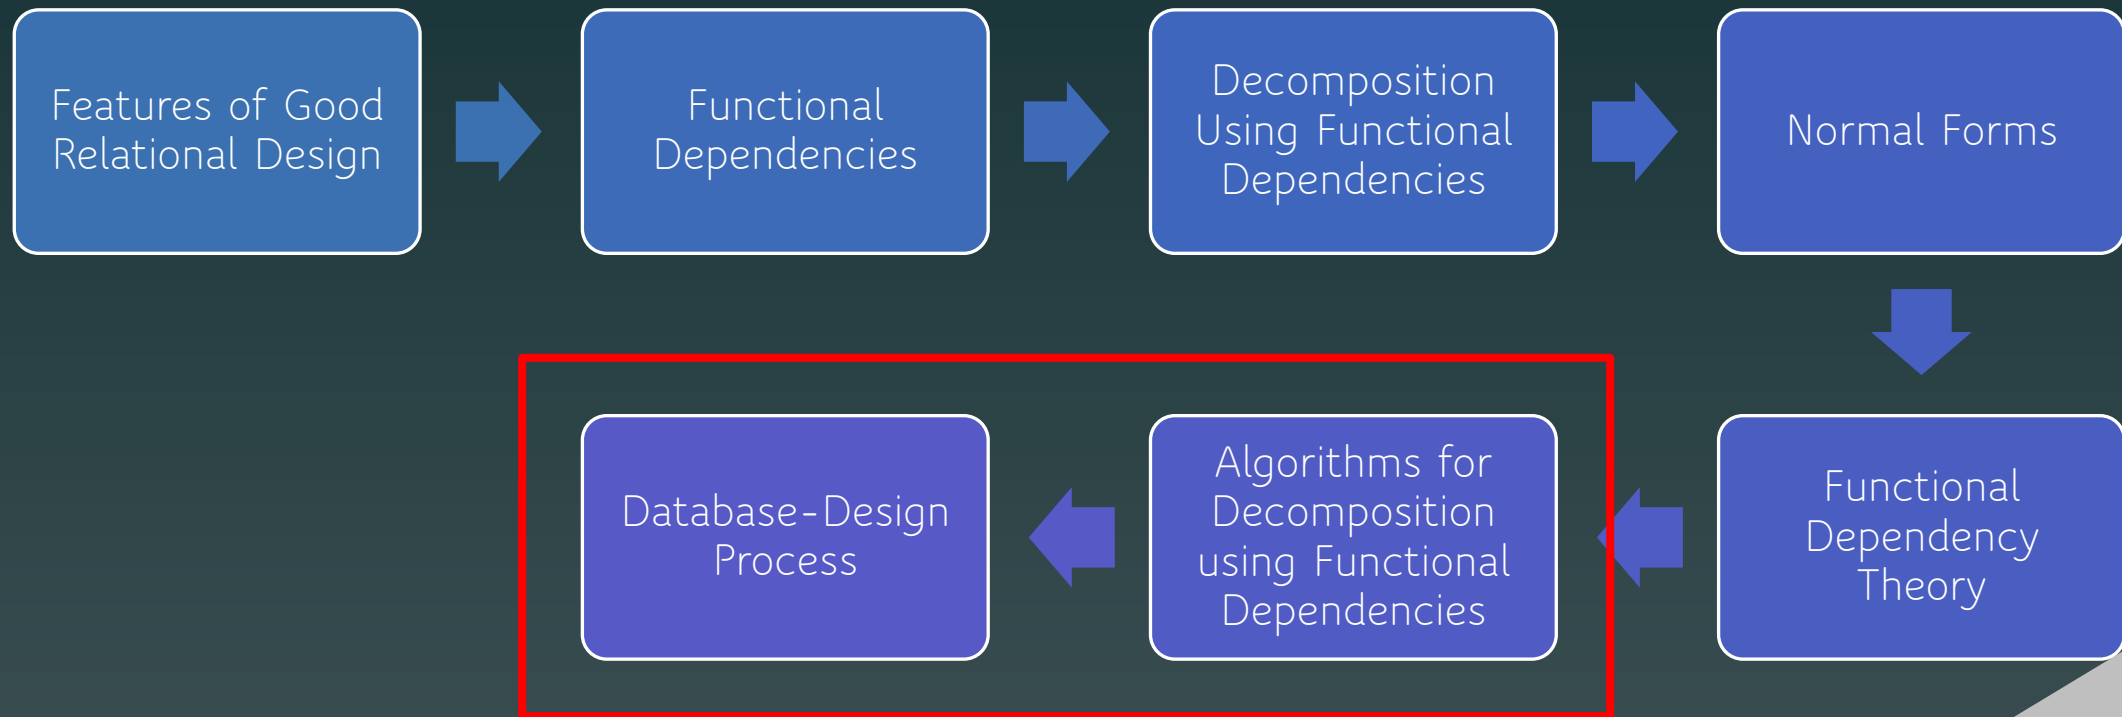 Features of Good
Relational Design
Functional
Dependencies
Decomposition
Using Functional
Dependencies
Normal Forms
Functional
Dependency
Theory
Algorithms for
Decomposition
using Functional
Dependencies
Database-Design
Process